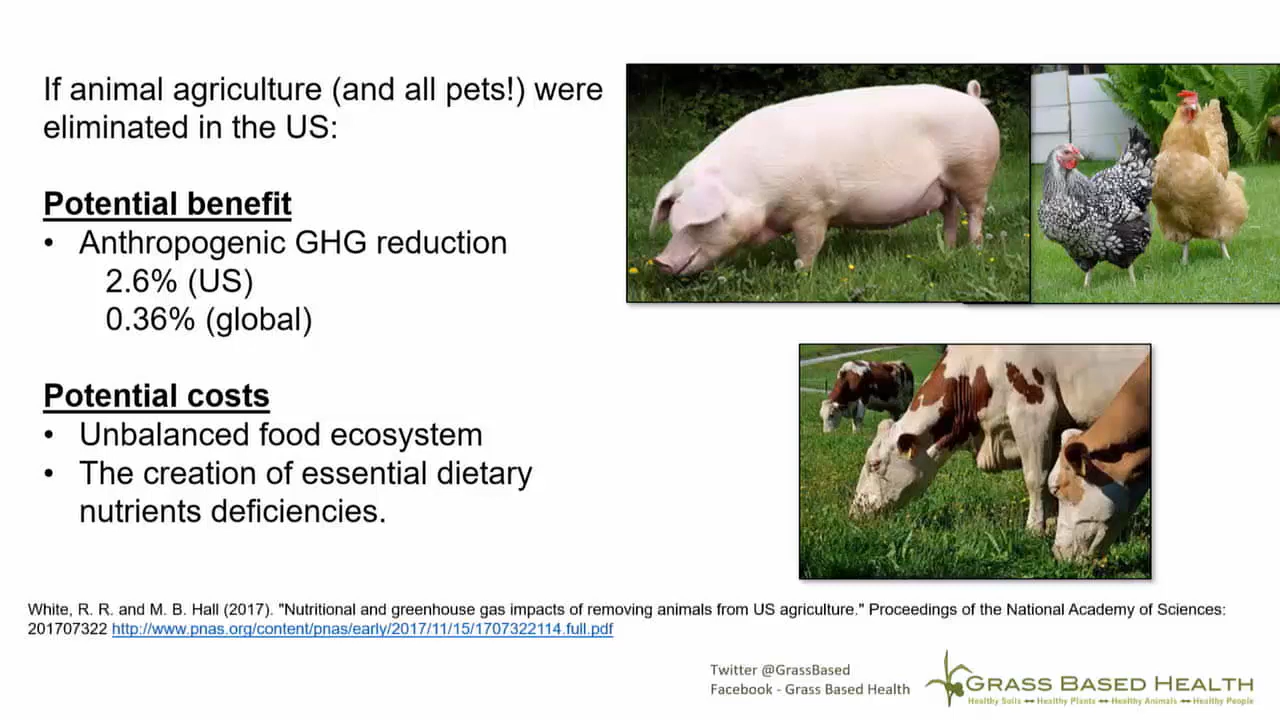 If animal agriculture (and all pets!) were
eliminated in the US:
Potential benefit
• Anthropogenic GHG reduction
2.6% (US)
0.36% (global)
Potential costs
• Unbalanced food ecosystem
• The creation of essential dietary
nutrients deficiencies.
White, R. R. and M. B. Hall (2017). "Nutritional and greenhouse gas impacts of removing animals from US agriculture." Proceedings of the National Academy of Sciences:
201707322 http://www.pnas.org/content/pnas/early/2017/11/15/1707322114.full.pdf
Twitter @GrassBased
Facebook - Grass Based Health
GRASS BASED HEALTH
Healthy Soils ↔ Healthy Plants ↔ Healthy Animals ↔ Healthy People